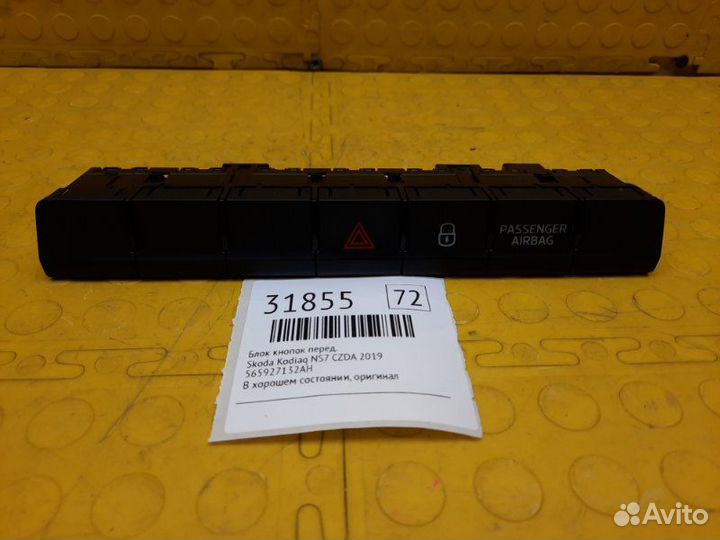 PASSENGER
AIRBAG
31855 72
Блок кнопок перед.
Skoda Kodiaq NS7 CZDA 2019
565927132AH
В хорошем состоянии, оригинал
Avito